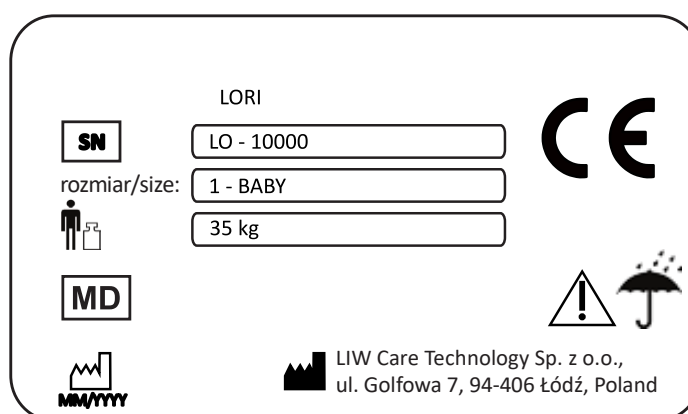 LORI
SN LO - 10000
rozmiar/size: 1 - BABY
35 kg
MD
LIW Care Technology Sp. z o.o.,
ul. Golfowa 7, 94-406 Łódź, Poland
MM/YYYY
CE